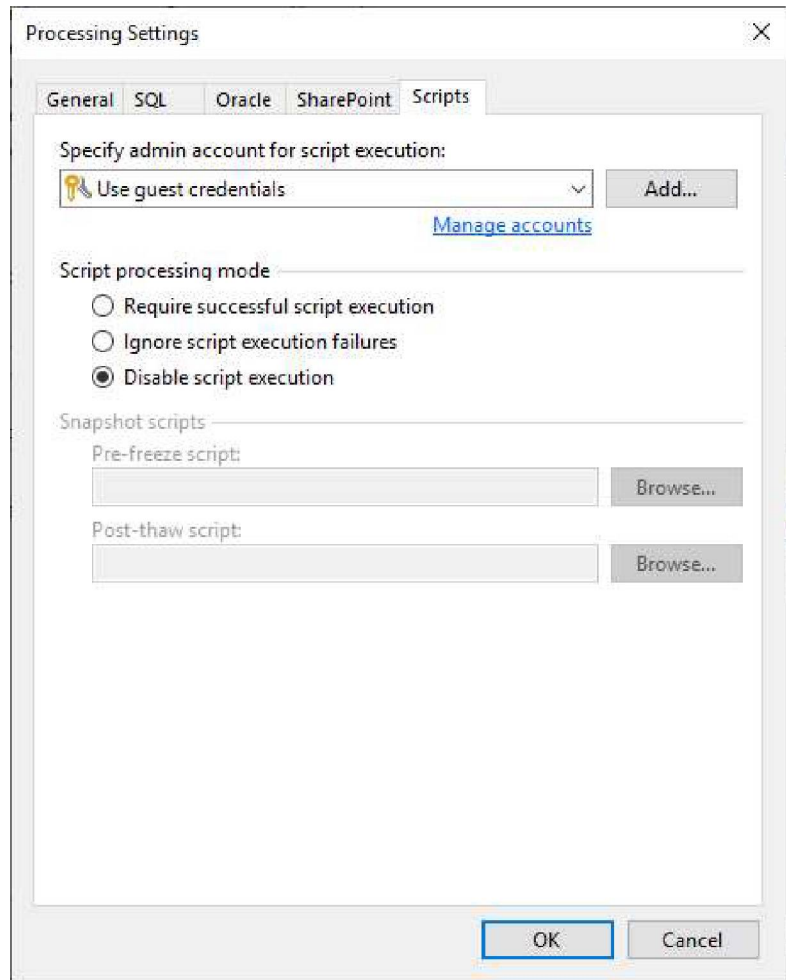 Processing Settings
General SQL Oracle SharePoint Scripts
Specify admin account for script execution:
Use guest credentials Add...
Manage accounts
Script processing mode
Require successful script execution
Ignore script execution failures
Disable script execution
Snapshot scripts
Pre-freeze script:
Browse...
Post-thaw script:
Browse...
OK Cancel